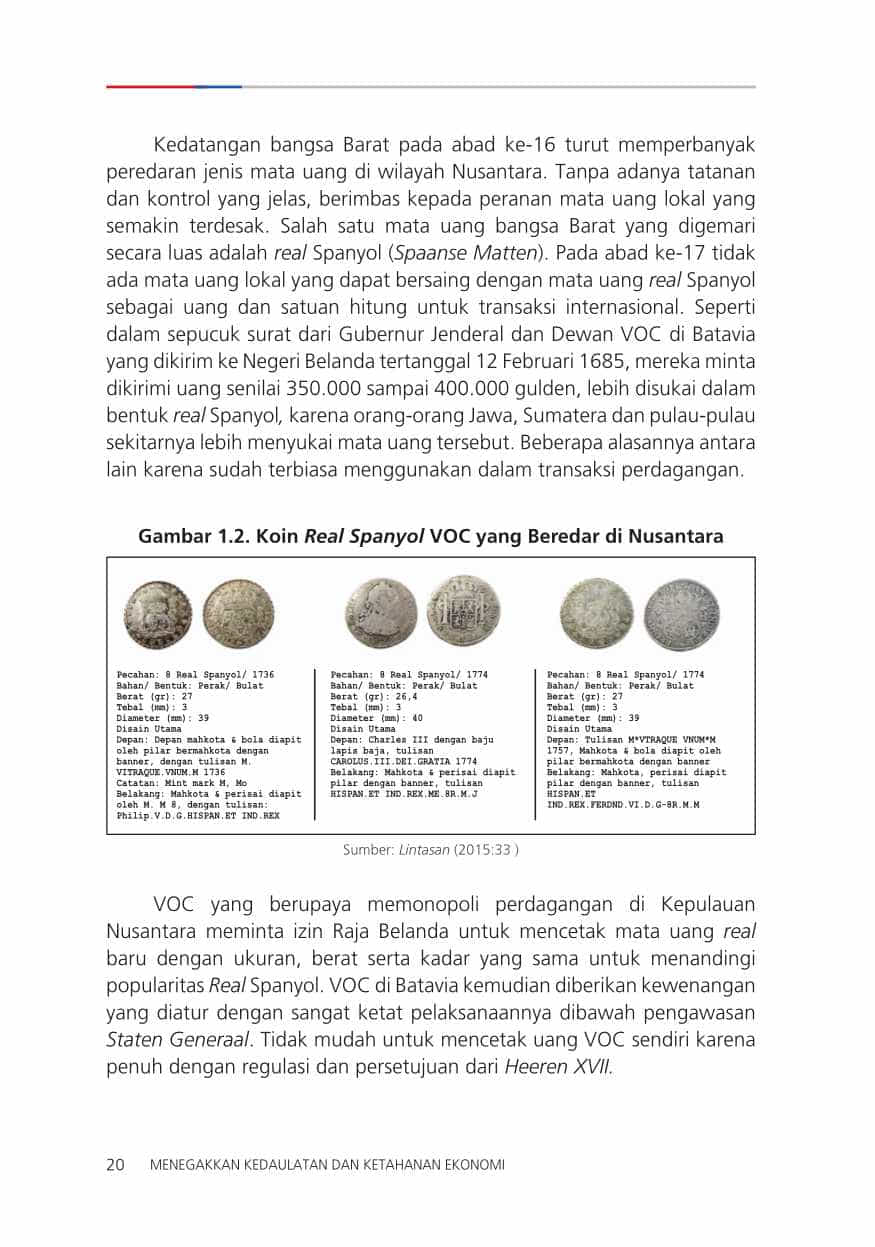 Kedatangan bangsa Barat pada abad ke-16 turut memperbanyak
peredaran jenis mata uang di wilayah Nusantara. Tanpa adanya tatanan
dan kontrol yang jelas, berimbas kepada peranan mata uang lokal yang
semakin terdesak. Salah satu mata uang bangsa Barat yang digemari
secara luas adalah real Spanyol (Spaanse Matten). Pada abad ke-17 tidak
ada mata uang lokal yang dapat bersaing dengan mata uang real Spanyol
sebagai uang dan satuan hitung untuk transaksi internasional. Seperti
dalam sepucuk surat dari Gubernur Jenderal dan Dewan VOC di Batavia
yang dikirim ke Negeri Belanda tertanggal 12 Februari 1685, mereka minta
dikirimi uang senilai 350.000 sampai 400.000 gulden, lebih disukai dalam
bentuk real Spanyol, karena orang-orang Jawa, Sumatera dan pulau-pulau
sekitarnya lebih menyukai mata uang tersebut. Beberapa alasannya antara
lain karena sudah terbiasa menggunakan dalam transaksi perdagangan.
Gambar 1.2. Koin Real Spanyol VOC yang Beredar di Nusantara
Pecahan: 8 Real Spanyol/ 1736
Bahan/ Bentuk: Perak/ Bulat
Berat (gr): 27
Tebal (mm): 3
Diameter (mm): 39
Disain Utama
Depan: Depan mahkota & bola diapit
oleh pilar bermahkota dengan
banner, dengan tulisan M.
VITRAQUE.VNUM.M 1736
Catatan: Mint mark M, Mo
Belakang: Mahkota & perisai diapit
oleh M. M 8, dengan tulisan:
Philip.V.D.G.HISPAN.ET IND.REX
Pecahan: 8 Real Spanyol/ 1774
Bahan/ Bentuk: Perak/ Bulat
Berat (gr): 26,4
Tebal (mm): 3
Diameter (mm): 40
Disain Utama
Depan: Charles III dengan baju
lapis baja, tulisan
CAROLUS.III.DEI.GRATIA 1774
Belakang: Mahkota & perisai diapit
pilar dengan banner, tulisan
HISPAN.ET IND.REX.ME.8R.M.J
Pecahan: 8 Real Spanyol/ 1774
Bahan/ Bentuk: Perak/ Bulat
Berat (gr): 27
Tebal (mm): 3
Diameter (mm): 39
Disain Utama
Depan: Tulisan M*VTRAQUE VNUM*M
1757, Mahkota & bola diapit oleh
pilar bermahkota dengan banner
Belakang: Mahkota, perisai diapit
pilar dengan banner, tulisan
HISPAN.ET
IND.REX.FERDND.VI.D.G-8R.M.M
Sumber: Lintasan (2015:33 )
VOC yang berupaya memonopoli perdagangan di Kepulauan
Nusantara meminta izin Raja Belanda untuk mencetak mata uang real
baru dengan ukuran, berat serta kadar yang sama untuk menandingi
popularitas Real Spanyol. VOC di Batavia kemudian diberikan kewenangan
yang diatur dengan sangat ketat pelaksanaannya dibawah pengawasan
Staten Generaal. Tidak mudah untuk mencetak uang VOC sendiri karena
penuh dengan regulasi dan persetujuan dari Heeren XVII.
20 MENEGAKKAN KEDAULATAN DAN KETAHANAN EKONOMI